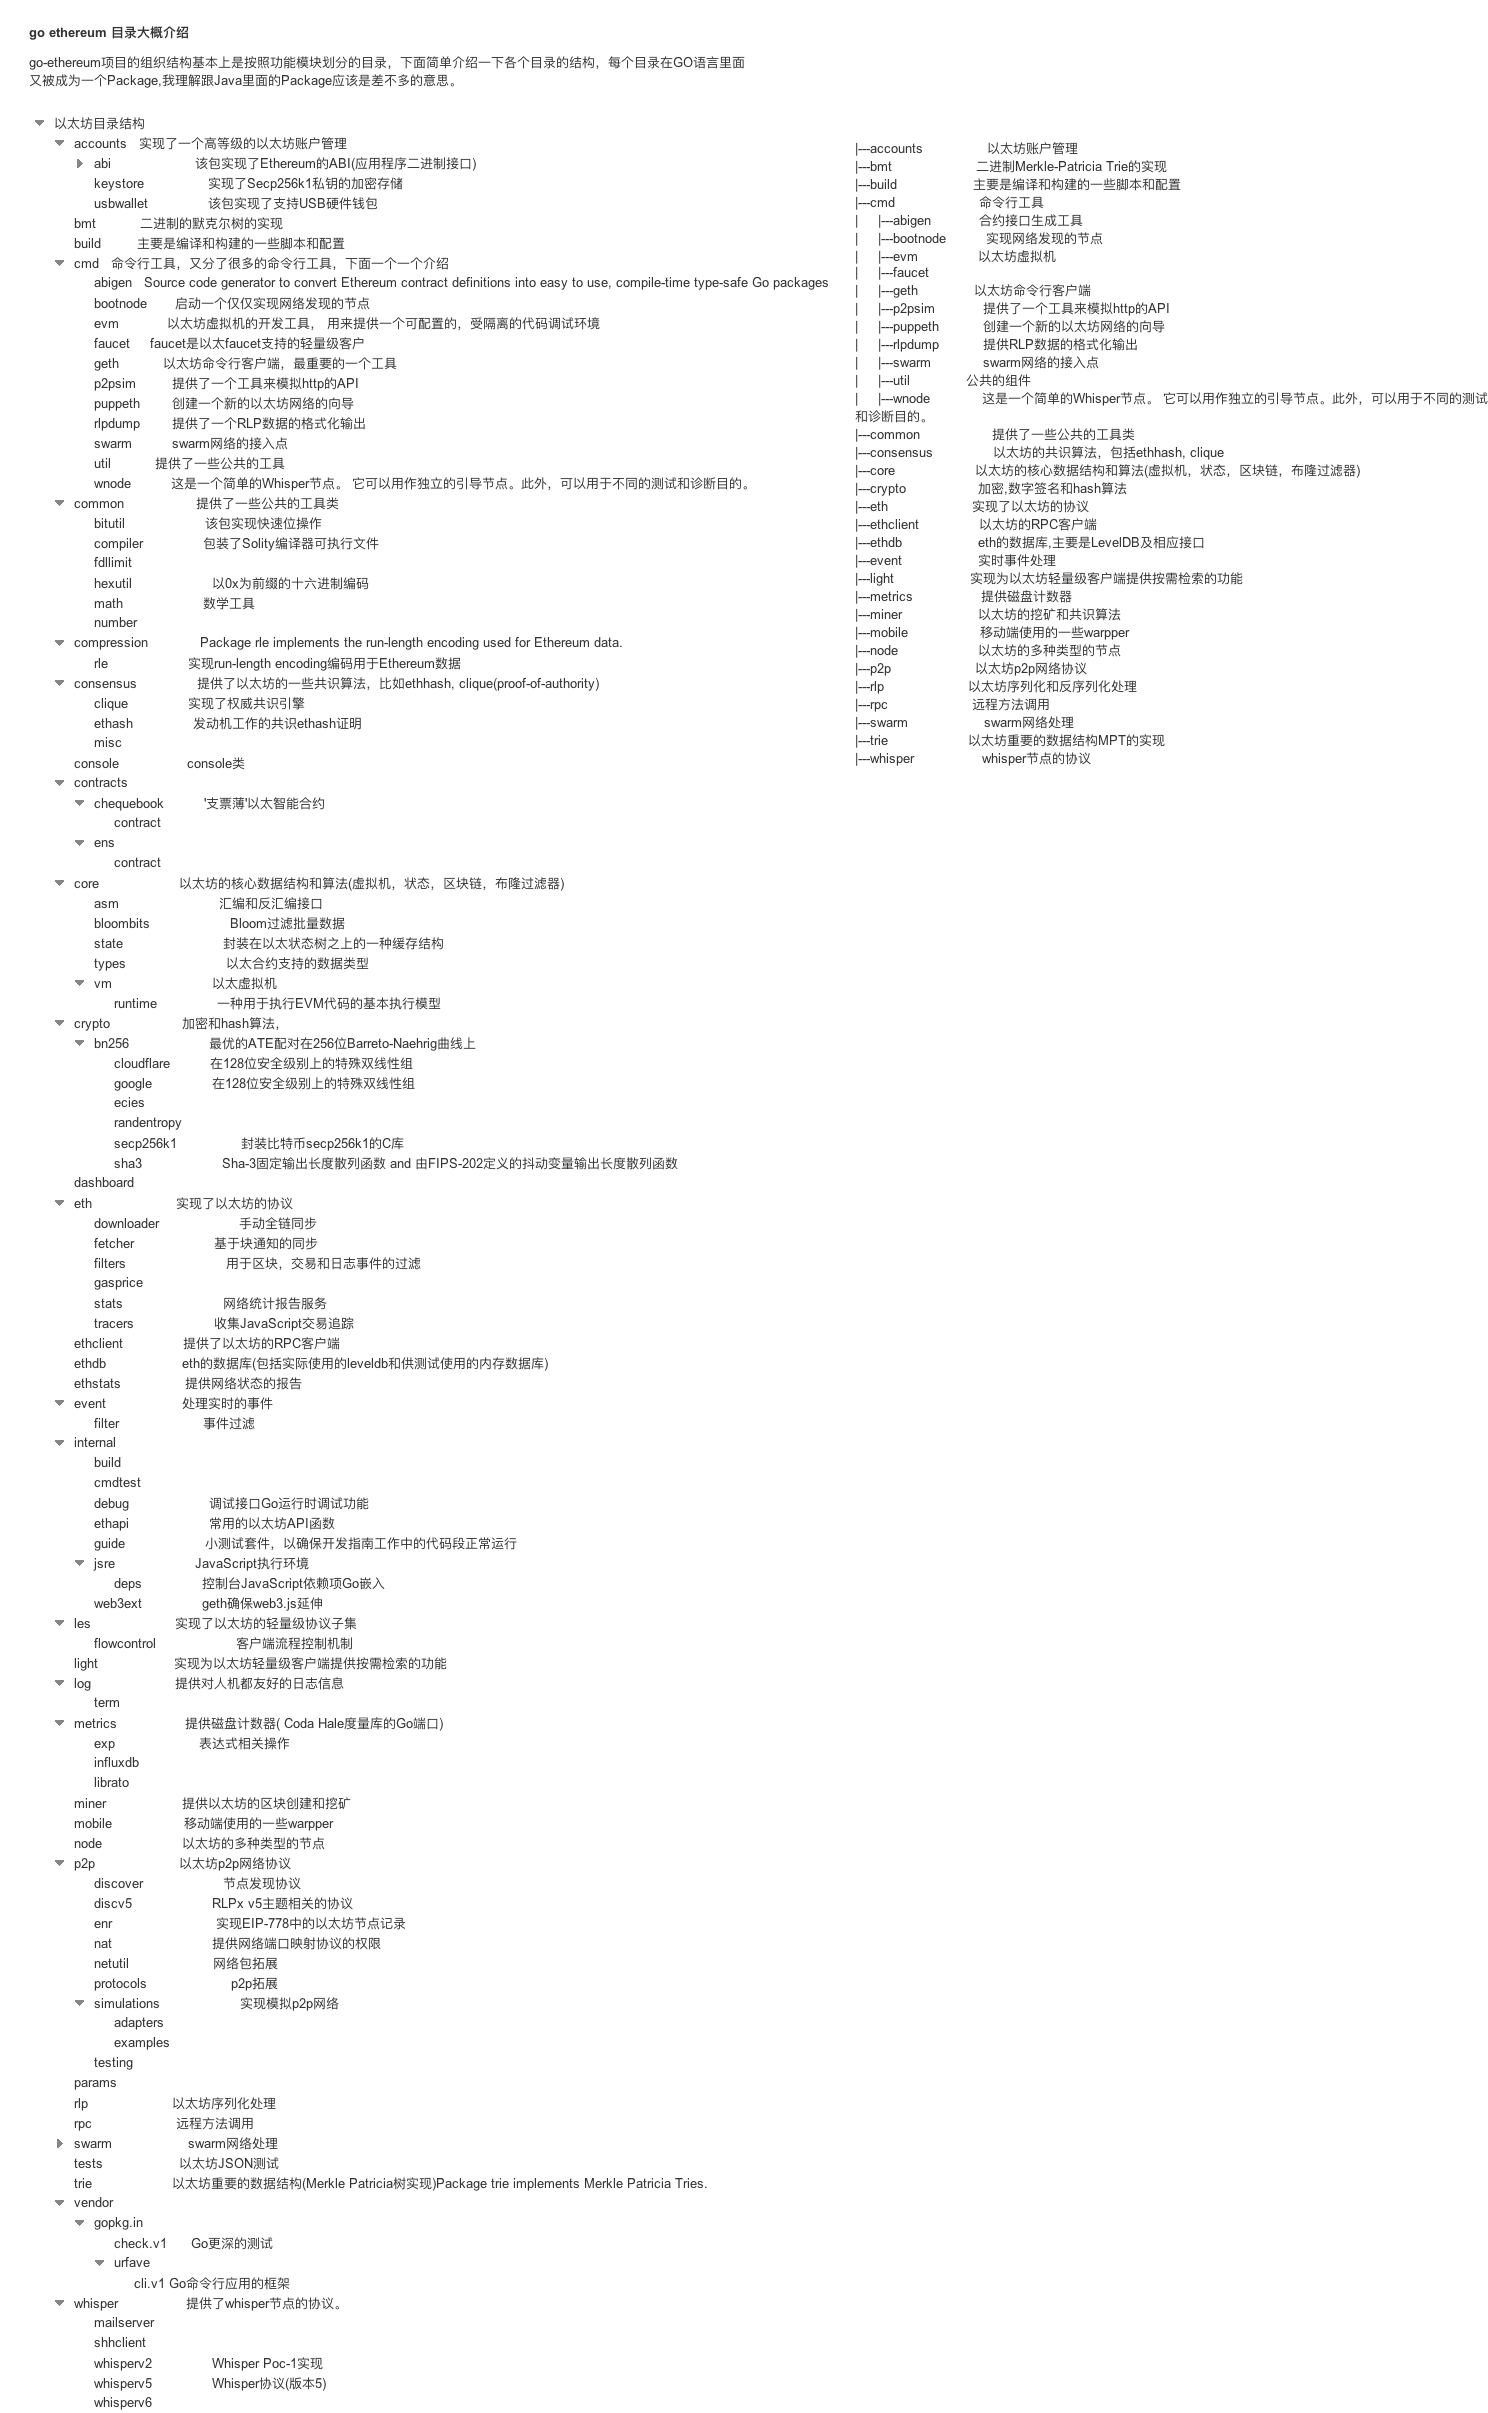 go ethereum 目录大概介绍
go-ethereum项目的组织结构基本上是按照功能模块划分的目录，下面简单介绍一下各个目录的结构，每个目录在GO语言里面
又被成为一个Package,我理解跟Java里面的Package应该是差不多的意思。
以太坊目录结构
accounts 实现了一个高等级的以太坊账户管理
abi 该包实现了Ethereum的ABI(应用程序二进制接口)
keystore 实现了Secp256k1私钥的加密存储
usbwallet 该包实现了支持USB硬件钱包
bmt 二进制的默克尔树的实现
build 主要是编译和构建的一些脚本和配置
cmd 命令行工具，又分了很多的命令行工具，下面一个一个介绍
abigen Source code generator to convert Ethereum contract definitions into easy to use, compile-time type-safe Go packages
bootnode 启动一个仅仅实现网络发现的节点
evm 以太坊虚拟机的开发工具， 用来提供一个可配置的，受隔离的代码调试环境
faucet faucet是以太faucet支持的轻量级客户
geth 以太坊命令行客户端，最重要的一个工具
p2psim 提供了一个工具来模拟http的API
puppeth 创建一个新的以太坊网络的向导
rlpdump 提供了一个RLP数据的格式化输出
swarm swarm网络的接入点
util 提供了一些公共的工具
wnode 这是一个简单的Whisper节点。 它可以用作独立的引导节点。此外，可以用于不同的测试和诊断目的。
common 提供了一些公共的工具类
bitutil 该包实现快速位操作
compiler 包装了Solity编译器可执行文件
fdllimit
hexutil 以0x为前缀的十六进制编码
math 数学工具
number
compression Package rle implements the run-length encoding used for Ethereum data.
rle 实现run-length encoding编码用于Ethereum数据
consensus 提供了以太坊的一些共识算法，比如ethhash, clique(proof-of-authority)
clique 实现了权威共识引擎
ethash 发动机工作的共识ethash证明
misc
console console类
contracts
chequebook '支票薄'以太智能合约
contract
ens
contract
core 以太坊的核心数据结构和算法(虚拟机，状态，区块链，布隆过滤器)
asm 汇编和反汇编接口
bloombits Bloom过滤批量数据
state 封装在以太状态树之上的一种缓存结构
types 以太合约支持的数据类型
vm 以太虚拟机
runtime 一种用于执行EVM代码的基本执行模型
crypto 加密和hash算法，
bn256 最优的ATE配对在256位Barreto-Naehrig曲线上
cloudflare 在128位安全级别上的特殊双线性组
google 在128位安全级别上的特殊双线性组
ecies
randentropy
secp256k1 封装比特币secp256k1的C库
sha3 Sha-3固定输出长度散列函数 and 由FIPS-202定义的抖动变量输出长度散列函数
dashboard
eth 实现了以太坊的协议
downloader 手动全链同步
fetcher 基于块通知的同步
filters 用于区块，交易和日志事件的过滤
gasprice
stats 网络统计报告服务
tracers 收集JavaScript交易追踪
ethclient 提供了以太坊的RPC客户端
ethdb eth的数据库(包括实际使用的leveldb和供测试使用的内存数据库)
ethstats 提供网络状态的报告
event 处理实时的事件
filter 事件过滤
internal
build
cmdtest
debug 调试接口Go运行时调试功能
ethapi 常用的以太坊API函数
guide 小测试套件，以确保开发指南工作中的代码段正常运行
jsre JavaScript执行环境
deps 控制台JavaScript依赖项Go嵌入
web3ext geth确保web3.js延伸
les 实现了以太坊的轻量级协议子集
flowcontrol 客户端流程控制机制
light 实现为以太坊轻量级客户端提供按需检索的功能
log 提供对人机都友好的日志信息
term
metrics 提供磁盘计数器( Coda Hale度量库的Go端口)
exp 表达式相关操作
influxdb
librato
miner 提供以太坊的区块创建和挖矿
mobile 移动端使用的一些warpper
node 以太坊的多种类型的节点
p2p 以太坊p2p网络协议
discover 节点发现协议
discv5 RLPx v5主题相关的协议
enr 实现EIP-778中的以太坊节点记录
nat 提供网络端口映射协议的权限
netutil 网络包拓展
protocols p2p拓展
simulations 实现模拟p2p网络
adapters
examples
testing
params
rlp 以太坊序列化处理
rpc 远程方法调用
swarm swarm网络处理
tests 以太坊JSON测试
trie 以太坊重要的数据结构(Merkle Patricia树实现)Package trie implements Merkle Patricia Tries.
vendor
gopkg.in
check.v1 Go更深的测试
urfave
cli.v1 Go命令行应用的框架
whisper 提供了whisper节点的协议。
mailserver
shhclient
whisperv2 Whisper Poc-1实现
whisperv5 Whisper协议(版本5)
whisperv6
|---accounts 以太坊账户管理
|---bmt 二进制Merkle-Patricia Trie的实现
|---build 主要是编译和构建的一些脚本和配置
|---cmd 命令行工具
| |---abigen 合约接口生成工具
| |---bootnode 实现网络发现的节点
| |---evm 以太坊虚拟机
| |---faucet
| |---geth 以太坊命令行客户端
| |---p2psim 提供了一个工具来模拟http的API
| |---puppeth 创建一个新的以太坊网络的向导
| |---rlpdump 提供RLP数据的格式化输出
| |---swarm swarm网络的接入点
| |---util 公共的组件
| |---wnode 这是一个简单的Whisper节点。 它可以用作独立的引导节点。此外，可以用于不同的测试
和诊断目的。
|---common 提供了一些公共的工具类
|---consensus 以太坊的共识算法，包括ethhash, clique
|---core 以太坊的核心数据结构和算法(虚拟机，状态，区块链，布隆过滤器)
|---crypto 加密,数字签名和hash算法
|---eth 实现了以太坊的协议
|---ethclient 以太坊的RPC客户端
|---ethdb eth的数据库,主要是LevelDB及相应接口
|---event 实时事件处理
|---light 实现为以太坊轻量级客户端提供按需检索的功能
|---metrics 提供磁盘计数器
|---miner 以太坊的挖矿和共识算法
|---mobile 移动端使用的一些warpper
|---node 以太坊的多种类型的节点
|---p2p 以太坊p2p网络协议
|---rlp 以太坊序列化和反序列化处理
|---rpc 远程方法调用
|---swarm swarm网络处理
|---trie 以太坊重要的数据结构MPT的实现
|---whisper whisper节点的协议